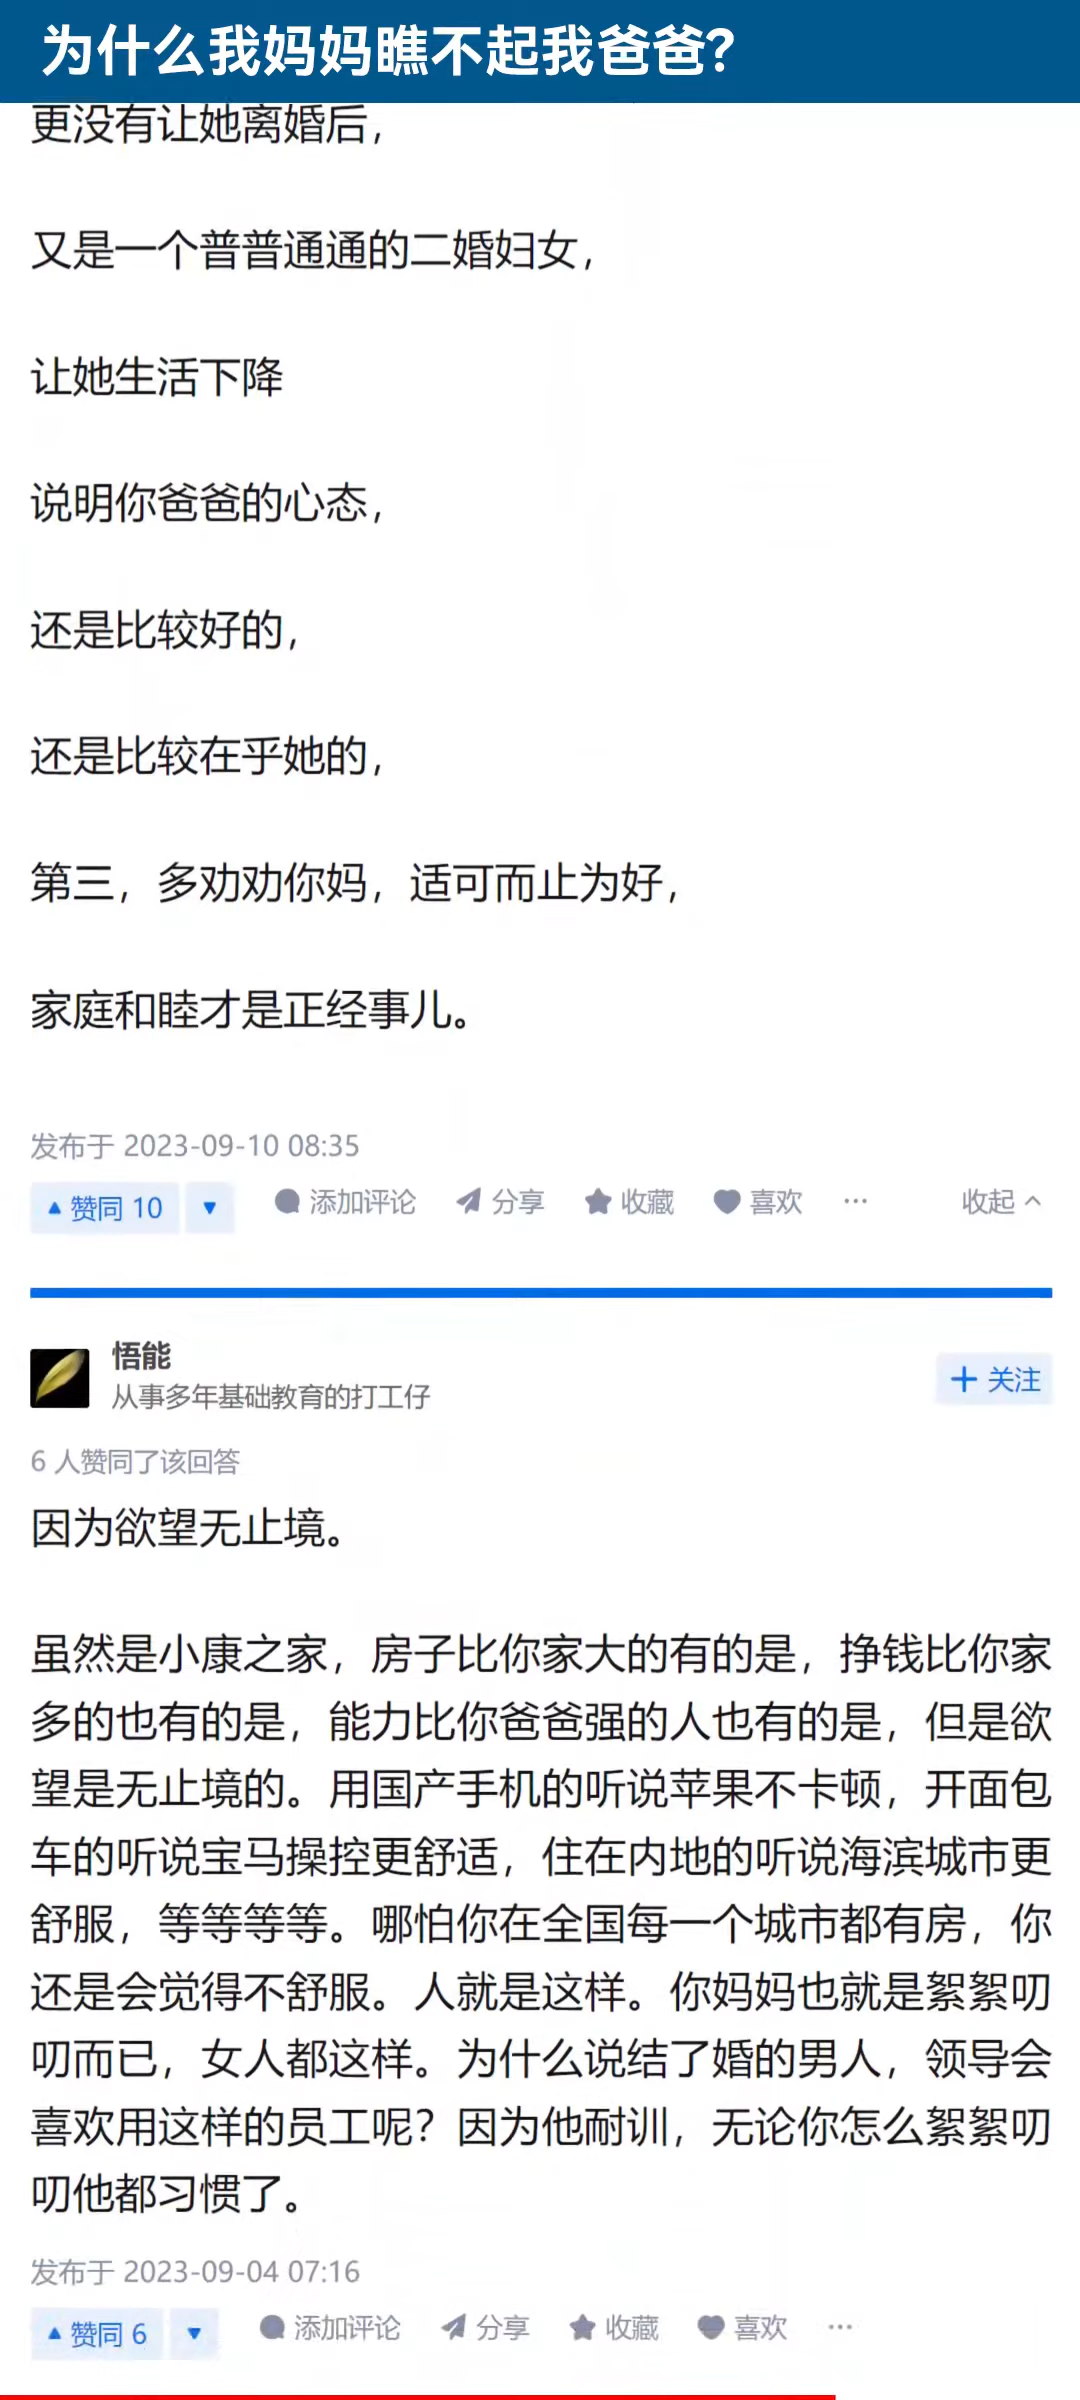 为什么我妈妈瞧不起我爸爸?
更没有让她离婚后，
又是一个普普通通的二婚妇女，
让她生活下降
说明你爸爸的心态，
还是比较好的，
还是比较在乎她的，
第三，多劝劝你妈，适可而止为好，
家庭和睦才是正经事儿。
发布于 2023-09-10 08:35
赞同 10 添加评论 分享 收藏 喜欢 ··· 收起
悟能
从事多年基础教育的打工仔
+ 关注
6 人赞同了该回答
因为欲望无止境。
虽然是小康之家，房子比你家大的有的是，挣钱比你家
多的也有的是，能力比你爸爸强的人也有的是，但是欲
望是无止境的。用国产手机的听说苹果不卡顿，开面包
车的听说宝马操控更舒适，住在内地的听说海滨城市更
舒服，等等等等。哪怕你在全国每一个城市都有房，你
还是会觉得不舒服。人就是这样。你妈妈也就是絮絮叨
叨而已，女人都这样。为什么说结了婚的男人，领导会
喜欢用这样的员工呢？因为他耐训，无论你怎么絮絮叨
叨他都习惯了。
发布于 2023-09-04 07:16
赞同 6 添加评论 分享 收藏 喜欢 ···